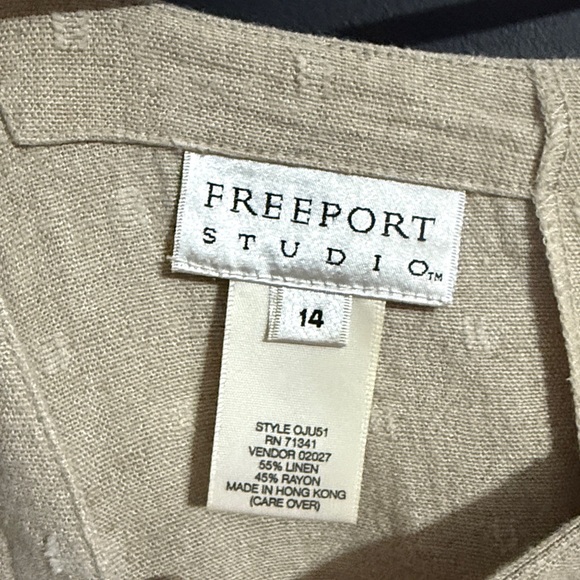 FREEPORT
STUDIO™
14
STYLE OJU51
RN 71341
VENDOR 02027
55% LINEN
45% RAYON
MADE IN HONG KONG
(CARE OVER)